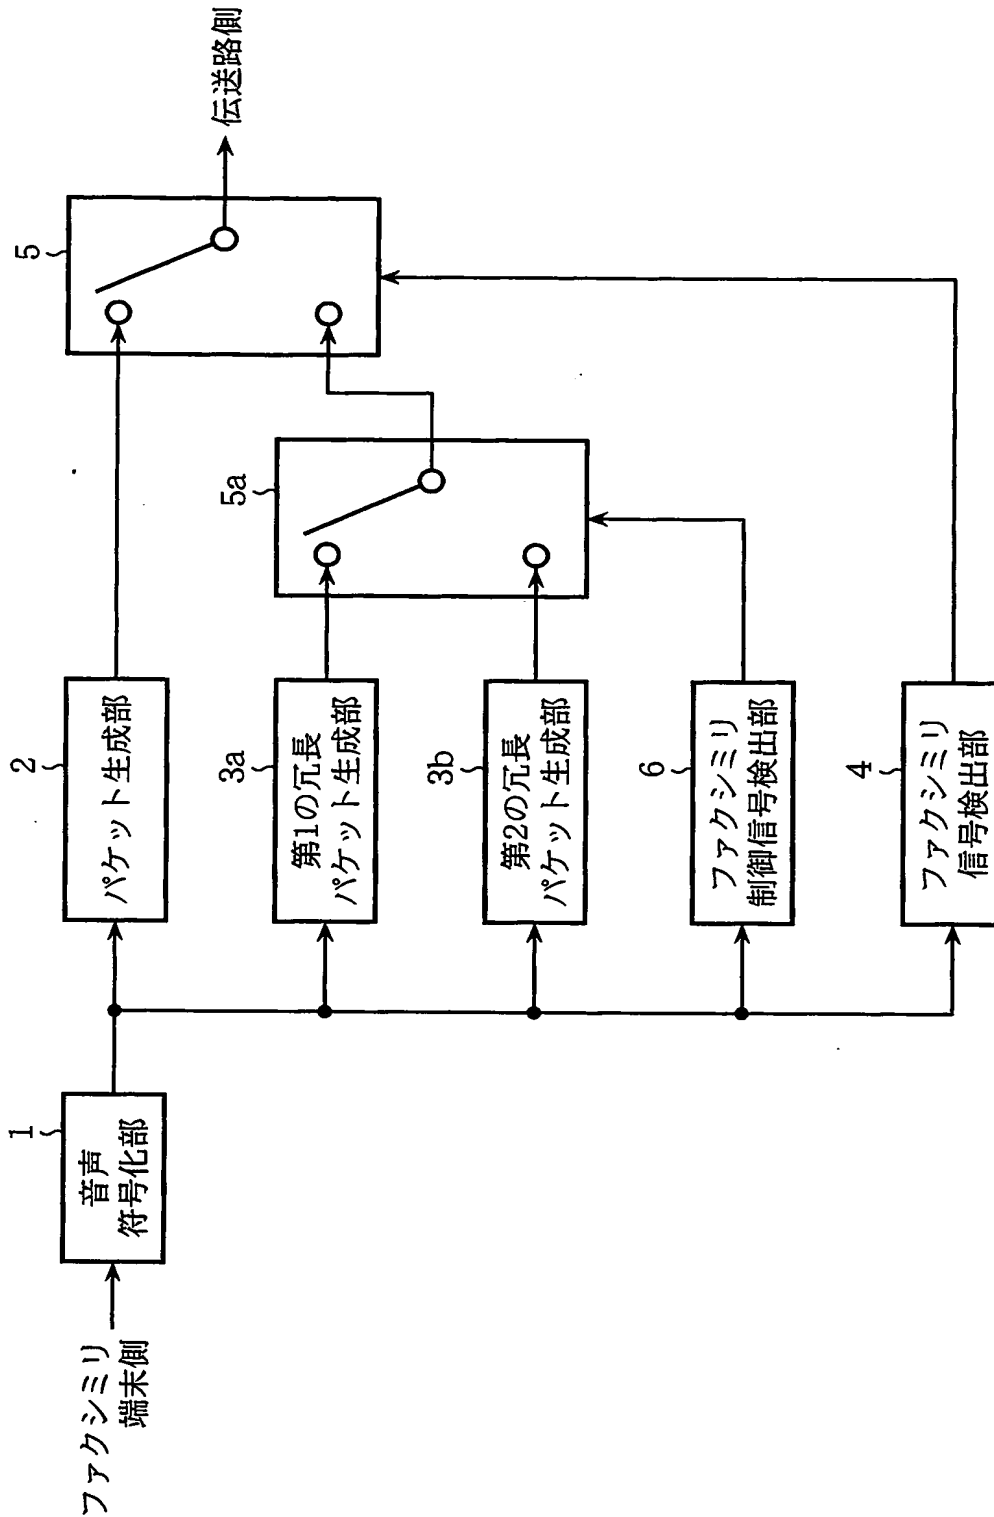 ファクシミリ
端末側
1
音声
符号化部
2
パケット生成部
3a
第1の冗長
パケット生成部
3b
第2の冗長
パケット生成部
6
ファクシミリ
制御信号検出部
4
ファクシミリ
信号検出部
5a
5
伝送路側